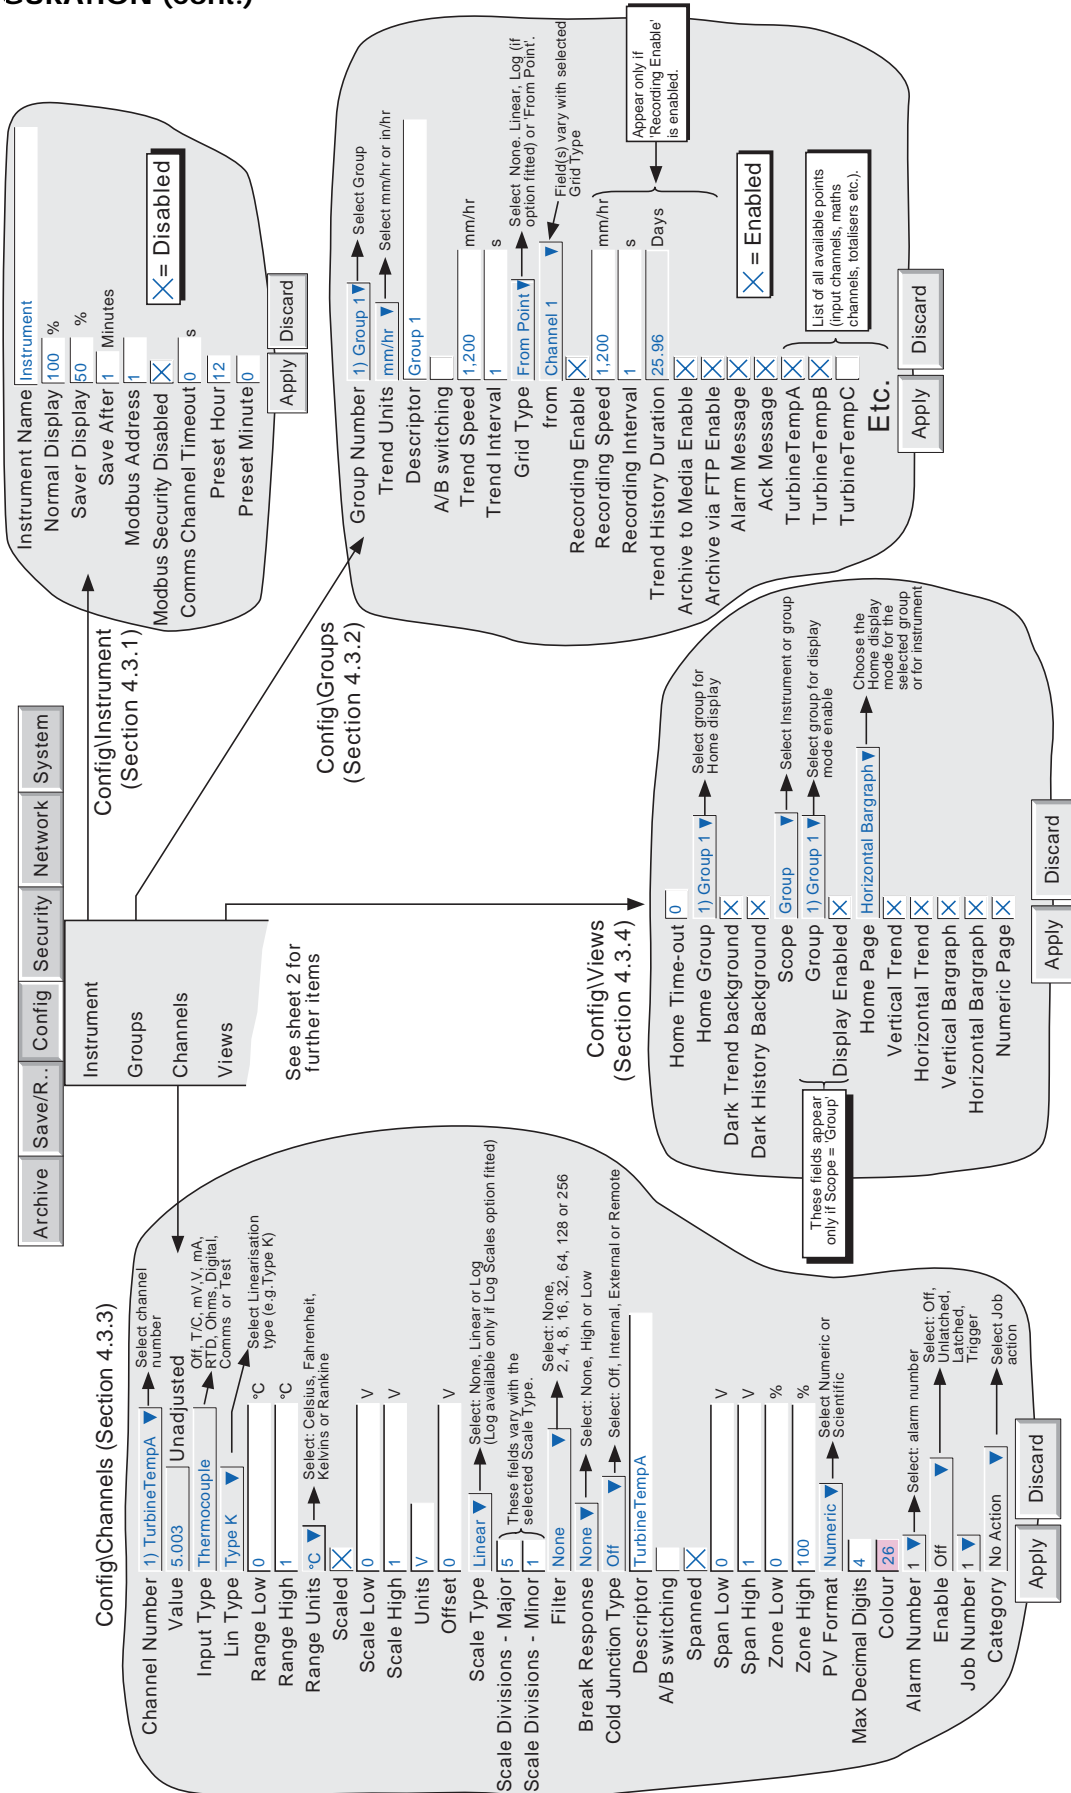 GURATION (cont.)
Archive
Save/R..
Config
Security
Network
System
Instrument
Groups
Channels
Views
See sheet 2 for
further items
Config\Instrument
(Section 4.3.1)
Instrument Name Instrument
Normal Display 100 %
Saver Display 50 %
Save After 1 Minutes
Modbus Address 1
Modbus Security Disabled
Comms Channel Timeout 0 s
Preset Hour 12
Preset Minute 0
= Disabled
Apply Discard
Config\Groups
(Section 4.3.2)
Group Number 1) Group 1 Select Group
Trend Units mm/hr Select mm/hr or in/hr
Descriptor Group 1
A/B switching
Trend Speed 1,200 mm/hr
Trend Interval 1 s
Grid Type From Point Select None. Linear, Log (if
option fitted) or 'From Point'.
from Channel 1 Field(s) vary with selected
Grid Type
Recording Enable
Recording Speed 1,200 mm/hr
Recording Interval 1 s
Trend History Duration 25.96 Days
Appear only if
'Recording Enable'
is enabled.
Archive to Media Enable
Archive via FTP Enable
Alarm Message
Ack Message
TurbineTempA
TurbineTempB
TurbineTempC
Etc.
= Enabled
List of all available points
(input channels, maths
channels, totalisers etc.).
Apply Discard
Config\Channels (Section 4.3.3)
Channel Number 1) TurbineTempA Select channel
number
Value 5.003 Unadjusted
Input Type Thermocouple Off, T/C, mV,V, mA,
RTD, Ohms, Digital,
Comms or Test
Lin Type Type K Select Linearisation
type (e.g.Type K)
Range Low 0 °C
Range High 1 °C
Range Units °C Select: Celsius, Fahrenheit,
Kelvins or Rankine
Scaled
Scale Low 0 V
Scale High 1 V
Units V
Offset 0 V
Scale Type Linear Select: None, Linear or Log
(Log available only if Log Scales option fitted)
Scale Divisions - Major 5
Scale Divisions - Minor 1
These fields vary with the
selected Scale Type.
Filter None Select: None,
2, 4, 8, 16, 32, 64, 128 or 256
Break Response None Select: None, High or Low
Cold Junction Type Off Select: Off, Internal, External or Remote
Descriptor TurbineTempA
A/B switching
Spanned
Span Low 0 V
Span High 1 V
Zone Low 0 %
Zone High 100 %
PV Format Numeric Select Numeric or
Scientific
Max Decimal Digits 4
Colour 26
Alarm Number 1 Select: alarm number
Enable Off Select: Off,
Unlatched,
Latched,
Trigger
Job Number 1
Category No Action Select Job
action
Apply Discard
Config\Views
(Section 4.3.4)
Home Time-out 0
Home Group 1) Group 1 Select group for
Home display
Dark Trend background
Dark History Background
Scope Group Select Instrument or group
Group 1) Group 1 Select group for display
mode enable
Display Enabled
These fields appear
only if Scope = 'Group'
Home Page Horizontal Bargraph Choose the
Home display
mode for the
selected group
or for instrument
Vertical Trend
Horizontal Trend
Vertical Bargraph
Horizontal Bargraph
Numeric Page
Apply Discard